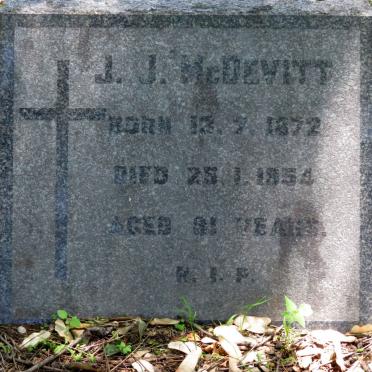 J. J. McDEVITT
BORN 13.7.1872
DIED 25.1.1954
AGED 81 YEARS.
R.I.P.